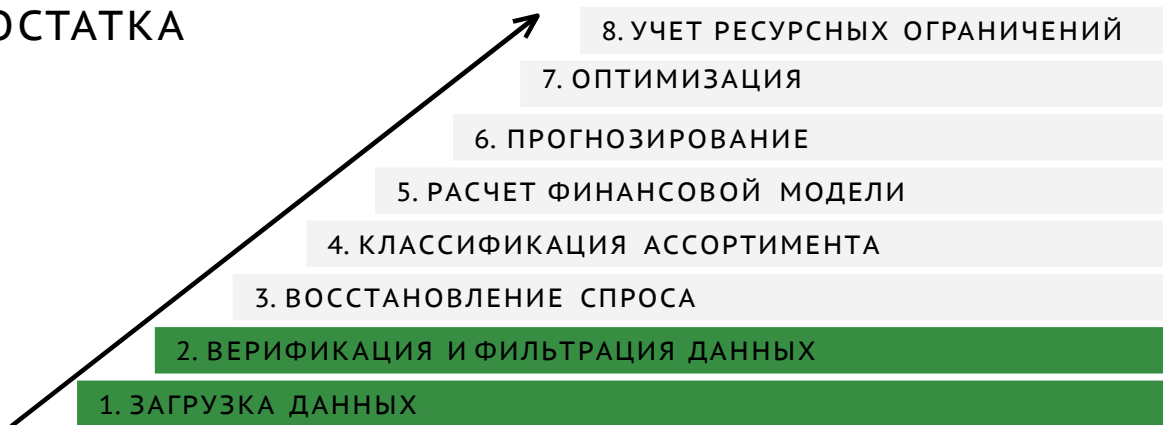 ОСТАТКА
8. УЧЕТ РЕСУРСНЫХ ОГРАНИЧЕНИЙ
7. ОПТИМИЗАЦИЯ
6. ПРОГНОЗИРОВАНИЕ
5. РАСЧЕТ ФИНАНСОВОЙ МОДЕЛИ
4. КЛАССИФИКАЦИЯ АССОРТИМЕНТА
3. ВОССТАНОВЛЕНИЕ СПРОСА
2. ВЕРИФИКАЦИЯ И ФИЛЬТРАЦИЯ ДАННЫХ
1. ЗАГРУЗКА ДАННЫХ